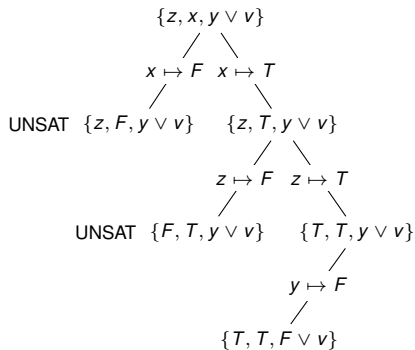 {z, x, y ∨ v}
x ↦ F x ↦ T
UNSAT {z, F, y ∨ v} {z, T, y ∨ v}
z ↦ F z ↦ T
UNSAT {F, T, y ∨ v} {T, T, y ∨ v}
y ↦ F
{T, T, F ∨ v}